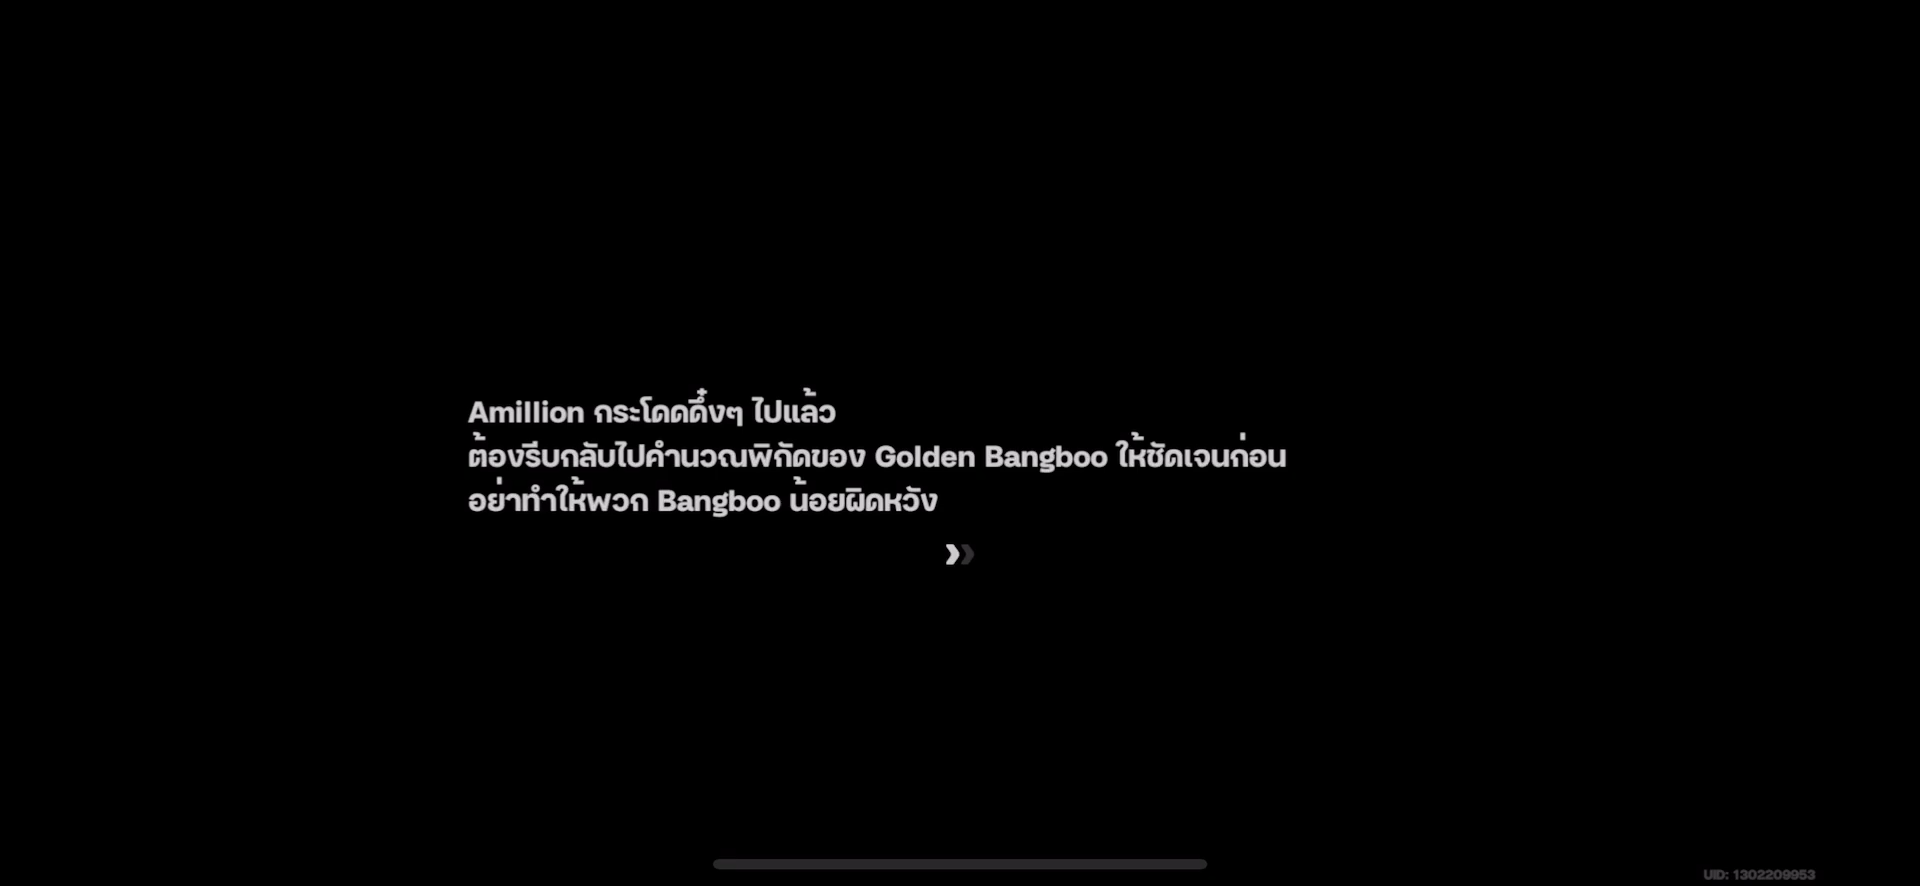 Amillion กระโดดดึ๋งๆ ไปแล้ว
ต้องรีบกลับไปคำนวณพิกัดของ Golden Bangboo ให้ชัดเจนก่อน
อย่าทำให้พวก Bangboo น้อยผิดหวัง
UID: 1302209953